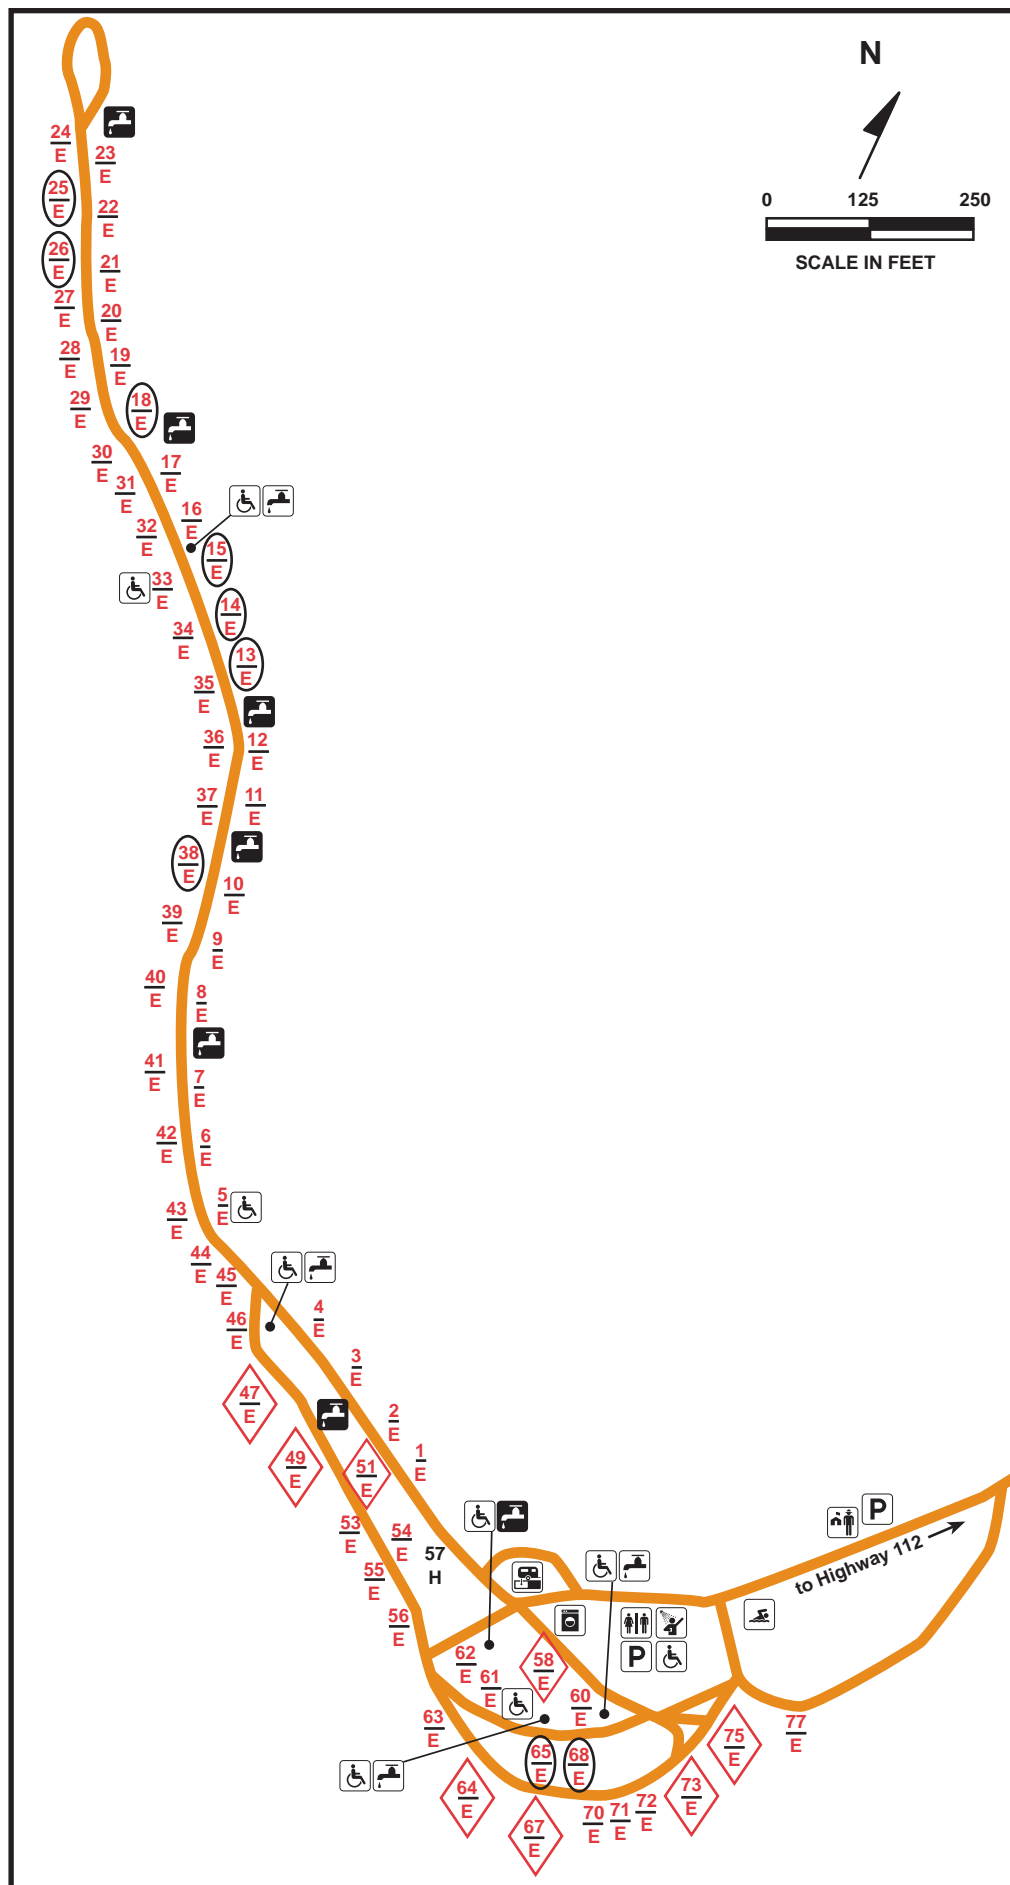 N
0 125 250
SCALE IN FEET
24
E
23
E
25
E
22
E
26
E
21
E
27
E
20
E
28
E
19
E
29
E
18
E
30
E
17
E
31
E
16
E
32
E
15
E
33
E
14
E
34
E
13
E
35
E
36
E
12
E
37
E
11
E
38
E
10
E
39
E
9
E
40
E
8
E
41
E
7
E
42
E
6
E
43
E
5
E
44
E
45
E
46
E
4
E
3
E
47
E
2
E
49
E
51
E
1
E
53
E
54
E
57
H
55
E
56
E
P
to Highway 112
P
62
E
61
E
58
E
60
E
63
E
64
E
65
E
68
E
67
E
70
E
71
E
72
E
73
E
75
E
77
E